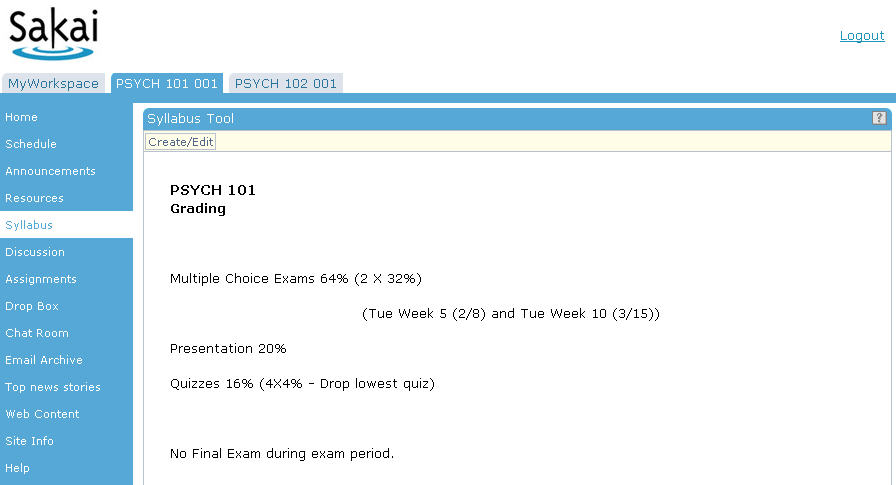 Sakai
Logout
MyWorkspace PSYCH 101 001 PSYCH 102 001
Home
Schedule
Announcements
Resources
Syllabus
Discussion
Assignments
Drop Box
Chat Room
Email Archive
Top news stories
Web Content
Site Info
Help
Syllabus Tool ?
Create/Edit
PSYCH 101
Grading
Multiple Choice Exams 64% (2 X 32%)
(Tue Week 5 (2/8) and Tue Week 10 (3/15))
Presentation 20%
Quizzes 16% (4X4% - Drop lowest quiz)
No Final Exam during exam period.